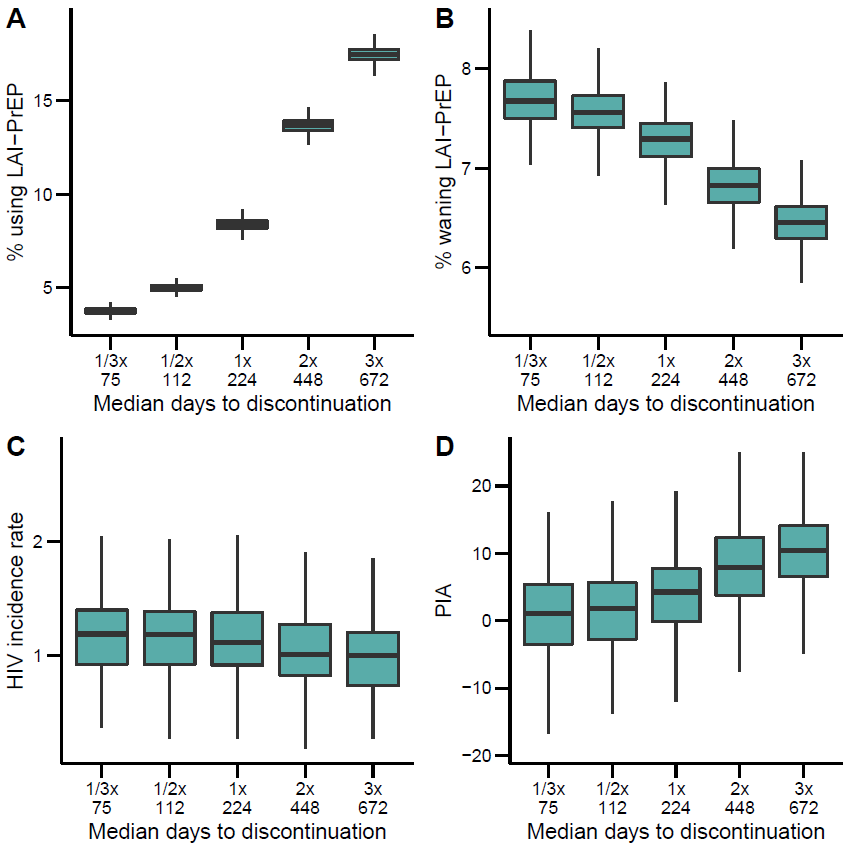 A
% using LAI−PrEP
15
10
5
1/3x 1/2x 1x 2x 3x
75 112 224 448 672
Median days to discontinuation
B
% waning LAI−PrEP
8
7
6
1/3x 1/2x 1x 2x 3x
75 112 224 448 672
Median days to discontinuation
C
HIV incidence rate
2
1
1/3x 1/2x 1x 2x 3x
75 112 224 448 672
Median days to discontinuation
D
PIA
20
10
0
−10
−20
1/3x 1/2x 1x 2x 3x
75 112 224 448 672
Median days to discontinuation